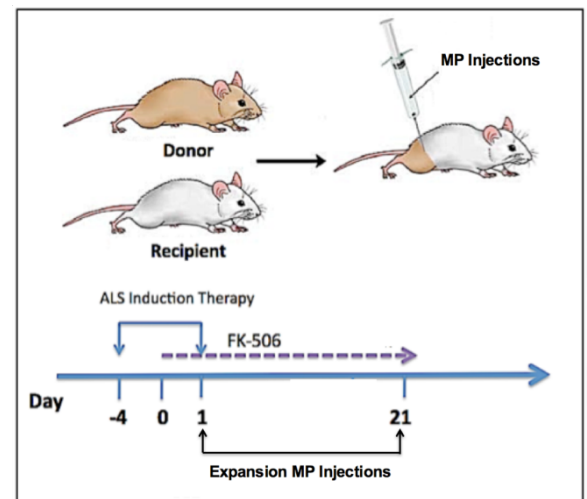 MP Injections
Donor
Recipient
ALS Induction Therapy
FK-506
Day
-4 0 1 21
Expansion MP Injections